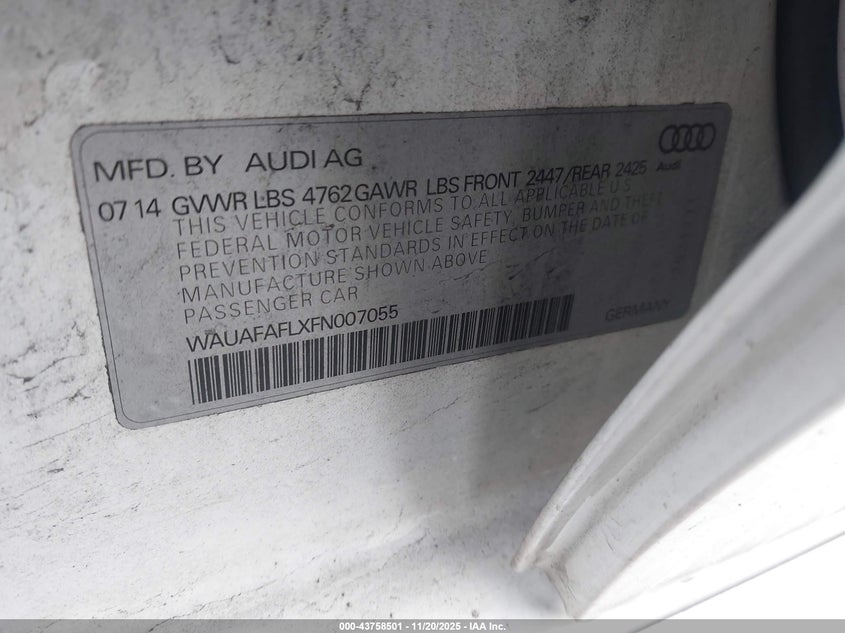 MFD. BY AUDI AG
Audi
07 14 GVWR LBS 4762 GAWR LBS FRONT 2447/REAR 2425
THIS VEHICLE CONFORMS TO ALL APPLICABLE U.S.
FEDERAL MOTOR VEHICLE SAFETY, BUMPER AND THEFT
PREVENTION STANDARDS IN EFFECT ON THE DATE OF
MANUFACTURE SHOWN ABOVE
PASSENGER CAR
WAUAFAFLXFN007055
GERMANY
000-43758501 - 11/20/2025 - IAA Inc.